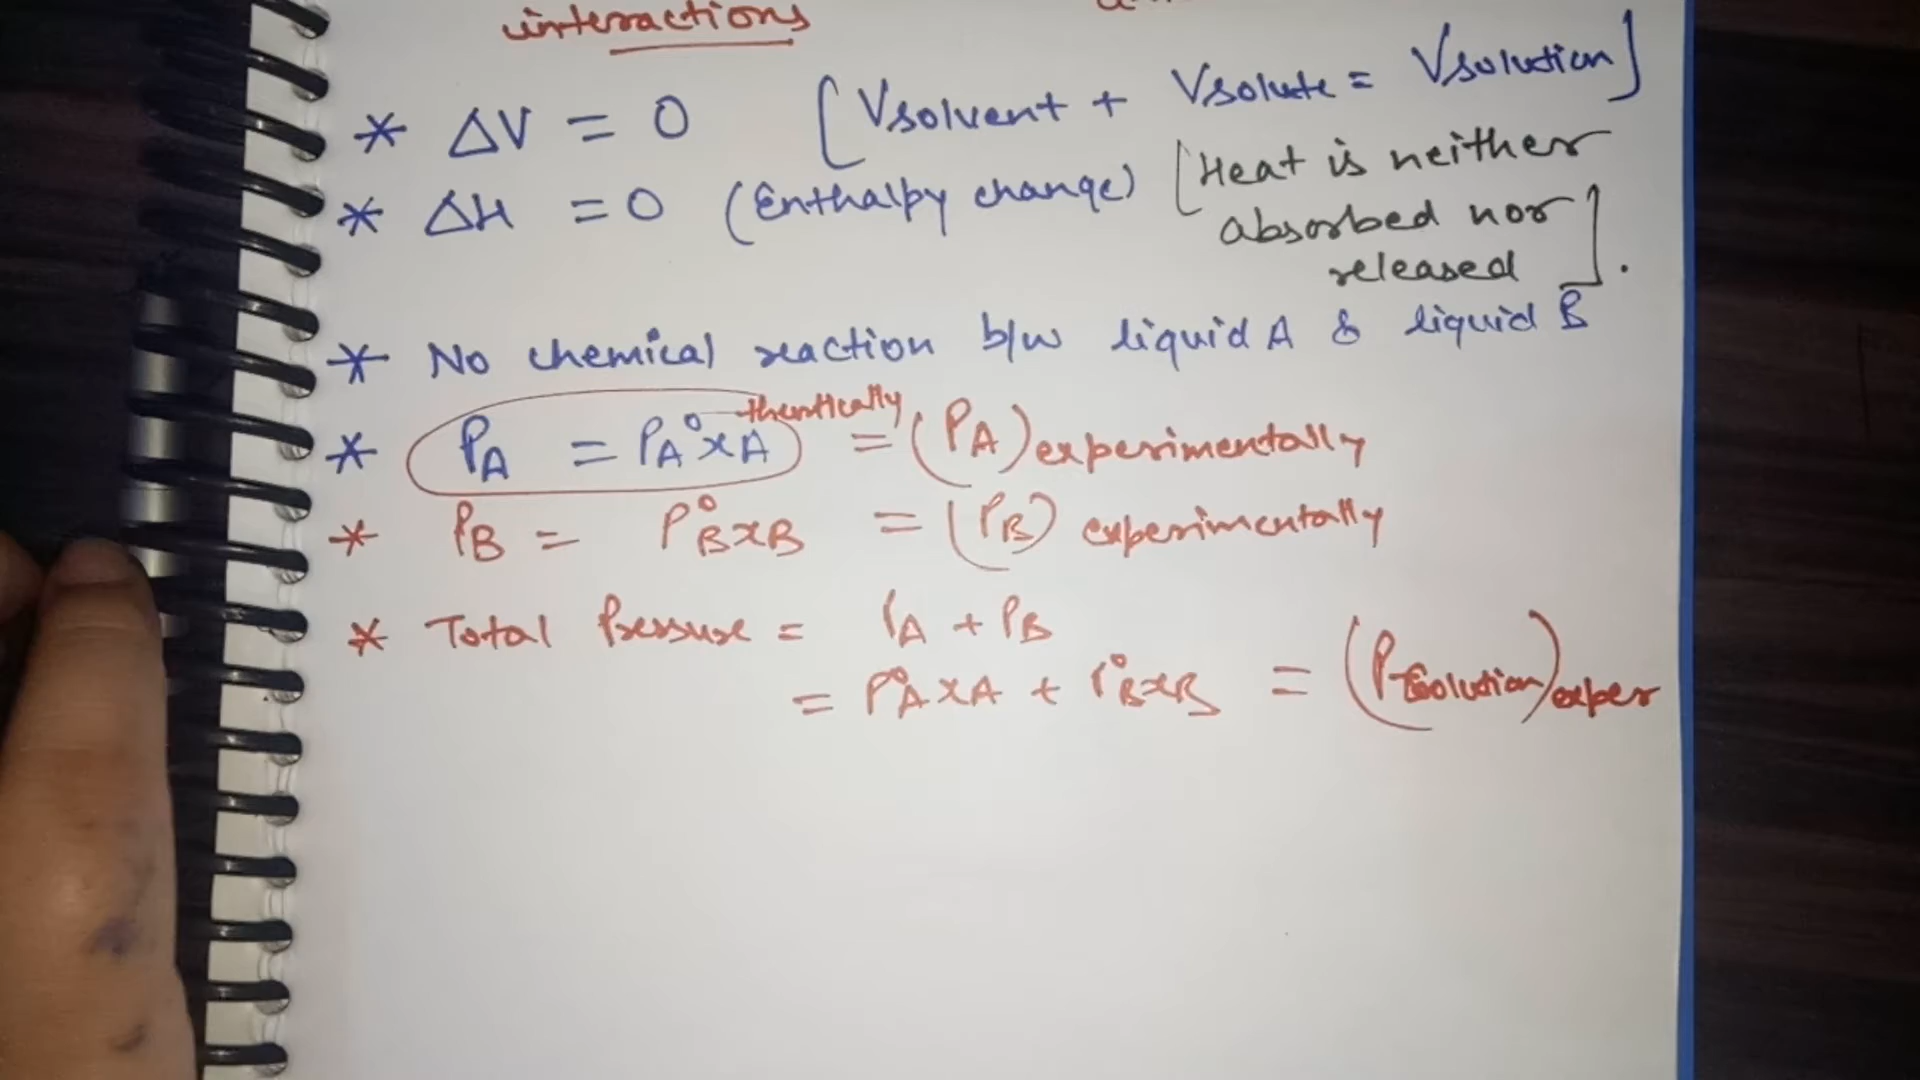 interactions
* ΔV = 0 [Vsolvent + Vsolute = Vsolution]
* ΔH = 0 (Enthalpy change) [Heat is neither
absorbed nor
released].
* No chemical reaction b/w liquid A & liquid B
* PA = PA°xA = (PA)experimentally
* PB = P°BxB = (PB) experimentally
* Total Pressure = PA + PB
= P°AxA + P°BxB = (Psolution)exper